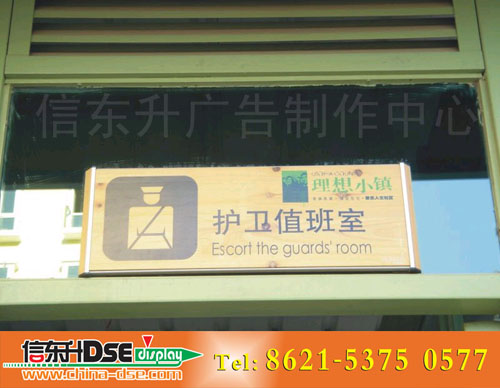 信东升广告制作中心
理想小镇
护卫值班室
Escort the guards' room
信东升DSE display
www.china-dse.com
Tel: 8621-5375 0577